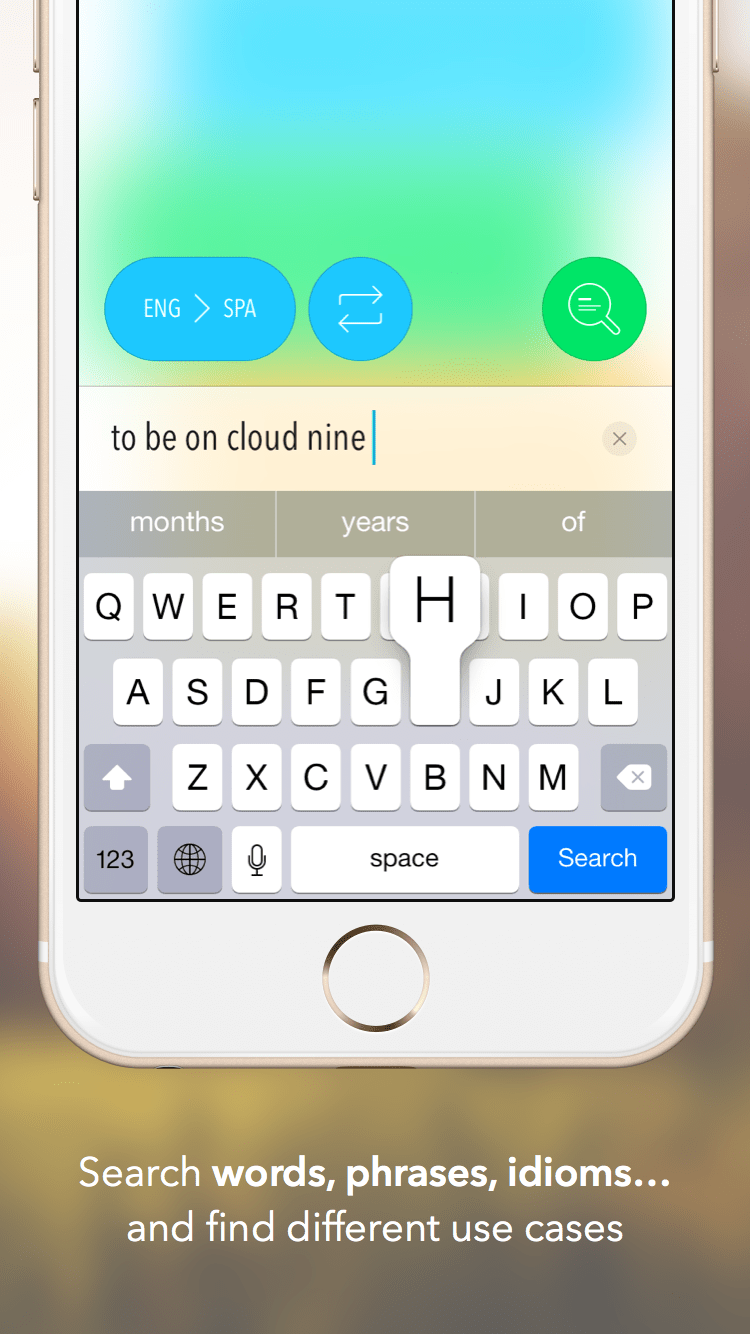 ENG > SPA
to be on cloud nine
months years of
Q W E R T H I O P
A S D F G J K L
Z X C V B N M
123 space Search
Search words, phrases, idioms...
and find different use cases